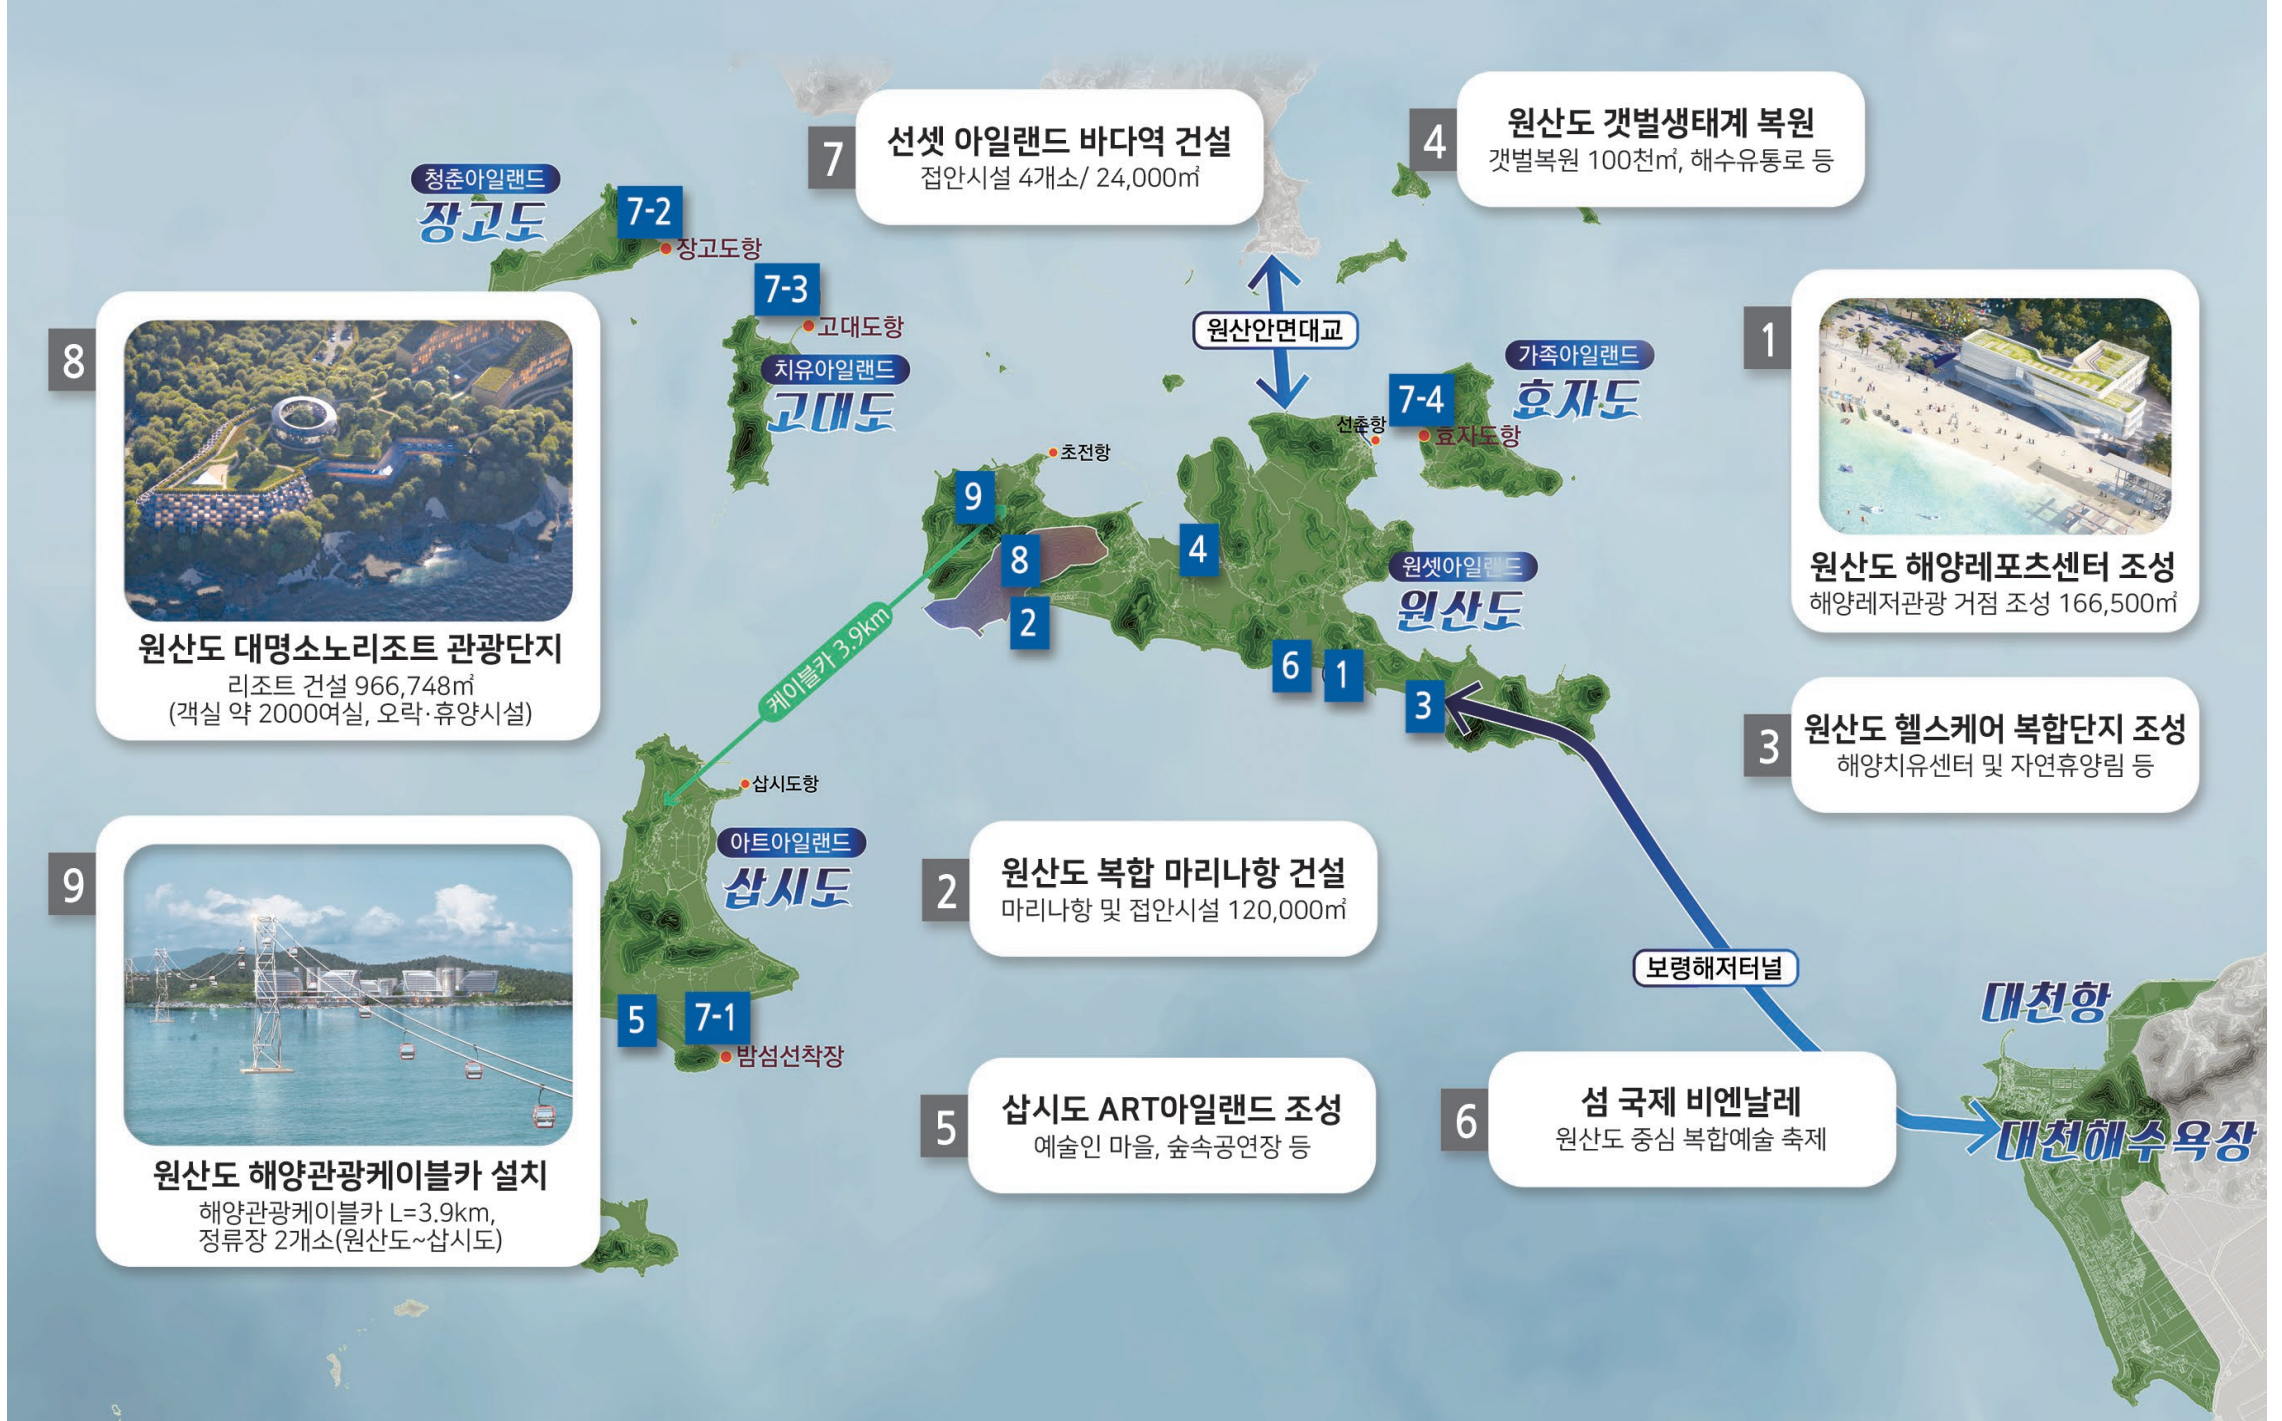 7
선셋 아일랜드 바다역 건설
접안시설 4개소/ 24,000㎡
4
원산도 갯벌생태계 복원
갯벌복원 100천㎡, 해수유통로 등
청춘아일랜드
장고도
7-2
장고도항
7-3
고대도항
치유아일랜드
고대도
원산안면대교
가족아일랜드
효자도
7-4
선촌항
효자도항
초전항
9
8
2
4
원셋아일랜드
원산도
6
1
3
케이블카 3.9km
8
원산도 대명소노리조트 관광단지
리조트 건설 966,748㎡
(객실 약 2000여실, 오락·휴양시설)
1
원산도 해양레포츠센터 조성
해양레저관광 거점 조성 166,500㎡
3
원산도 헬스케어 복합단지 조성
해양치유센터 및 자연휴양림 등
삽시도항
아트아일랜드
삽시도
5
7-1
밤섬선착장
9
원산도 해양관광케이블카 설치
해양관광케이블카 L=3.9km,
정류장 2개소(원산도~삽시도)
2
원산도 복합 마리나항 건설
마리나항 및 접안시설 120,000㎡
5
삽시도 ART아일랜드 조성
예술인 마을, 숲속공연장 등
보령해저터널
6
섬 국제 비엔날레
원산도 중심 복합예술 축제
대천항
대천해수욕장